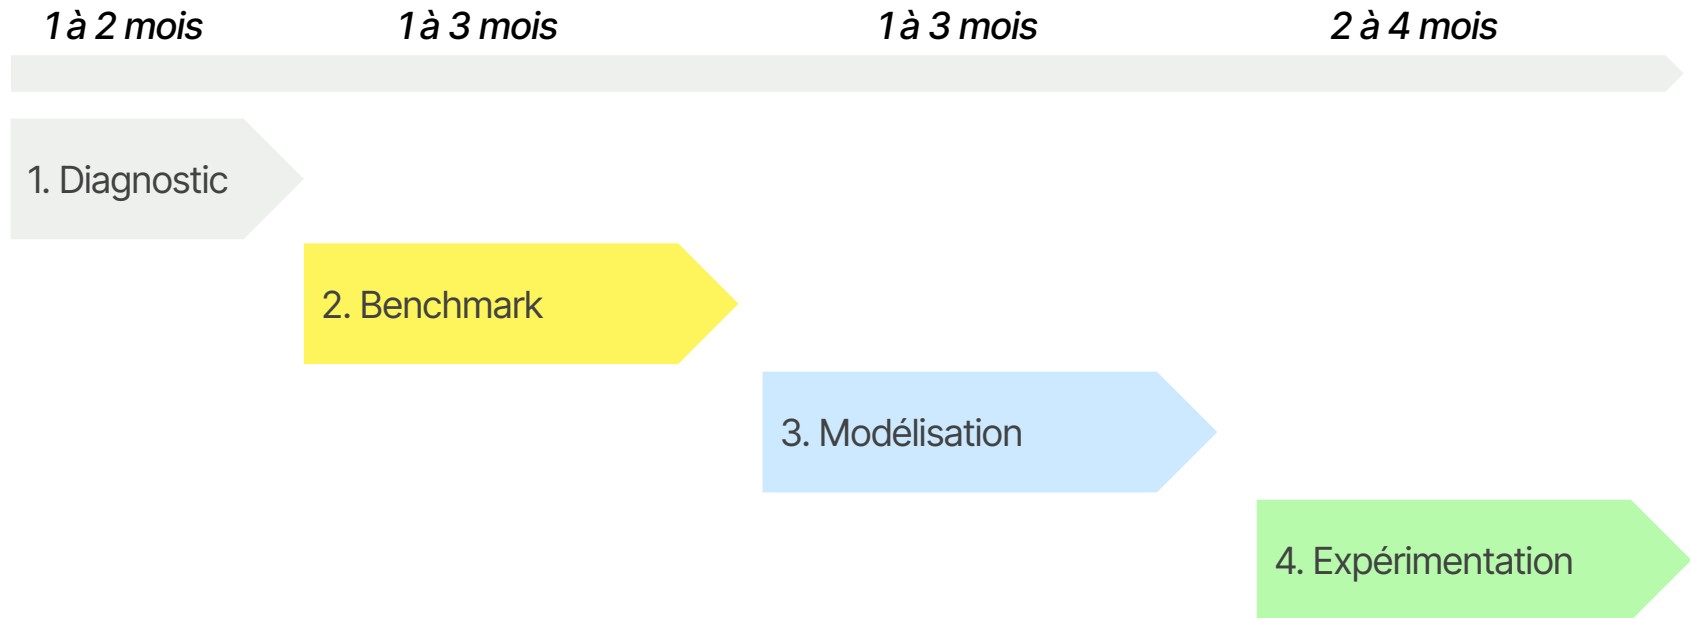 1 à 2 mois
1 à 3 mois
1 à 3 mois
2 à 4 mois
1. Diagnostic
2. Benchmark
3. Modélisation
4. Expérimentation